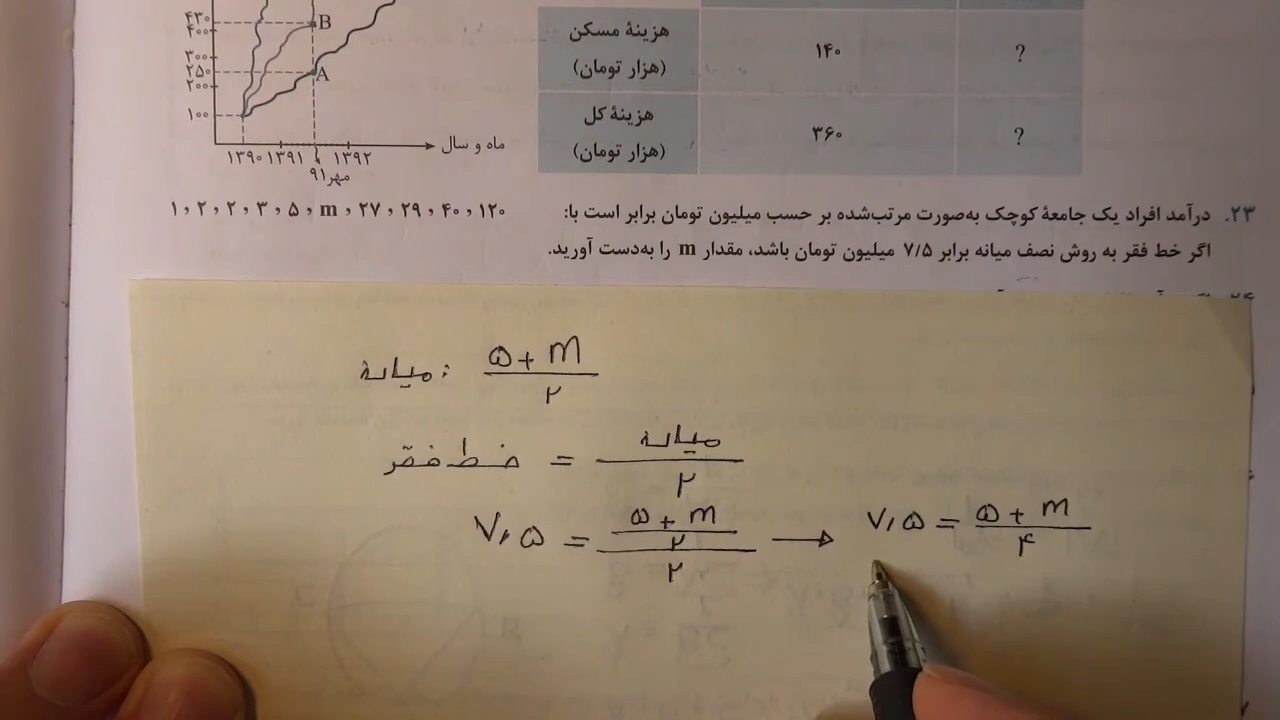 ۴۳۰
۴۰۰
۳۰۰
۲۵۰
۲۰۰
۱۰۰
B
A
۱۳۹۰ ۱۳۹۱ ۱۳۹۲
ماه و سال
مهر۹۱
هزینهٔ مسکن
(هزار تومان)
۱۴۰
?
هزینهٔ کل
(هزار تومان)
۳۶۰
?
۲۳. درآمد افراد یک جامعهٔ کوچک به‌صورت مرتب‌شده بر حسب میلیون تومان برابر است با:
۱ , ۲ , ۲ , ۳ , ۵ , m , ۲۷ , ۲۹ , ۴۰ , ۱۲۰
اگر خط فقر به روش نصف میانه برابر ۷/۵ میلیون تومان باشد، مقدار m را به‌دست آورید.
میانهٔ : ۵ + m
۲
خط فقر = میانه
۲
۷,۵ = ۵ + m → ۷,۵ = ۵ + m
۲ ۴
۲